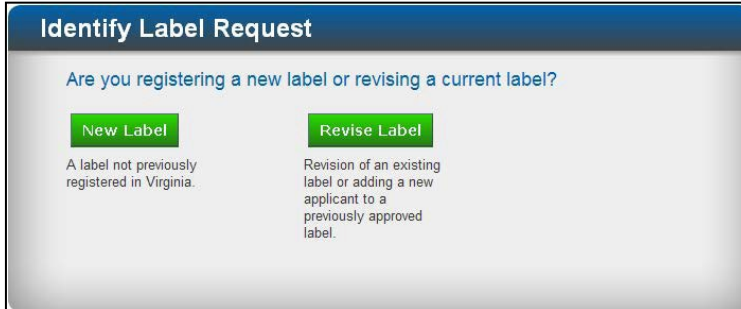 Identify Label Request
Are you registering a new label or revising a current label?
New Label
A label not previously
registered in Virginia.
Revise Label
Revision of an existing
label or adding a new
applicant to a
previously approved
label.